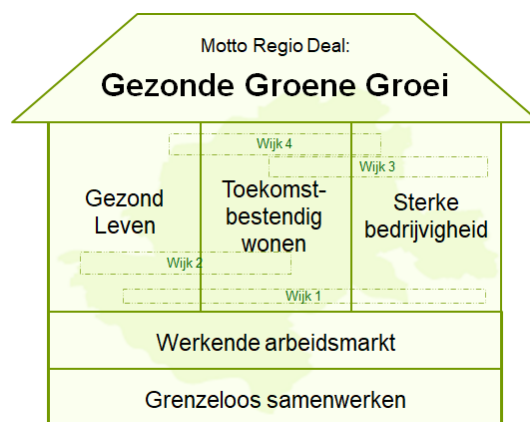 Motto Regio Deal:
Gezonde Groene Groei
Wijk 4
Wijk 3
Gezond
Leven
Toekomst-
bestendig
wonen
Sterke
bedrijvigheid
Wijk 2
Wijk 1
Werkende arbeidsmarkt
Grenzeloos samenwerken